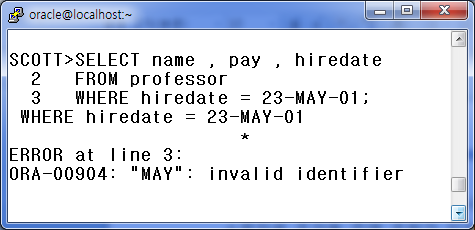 oracle@localhost:~
SCOTT>SELECT name , pay , hiredate
  2   FROM professor
  3   WHERE hiredate = 23-MAY-01;
 WHERE hiredate = 23-MAY-01
                       *
ERROR at line 3:
ORA-00904: "MAY": invalid identifier